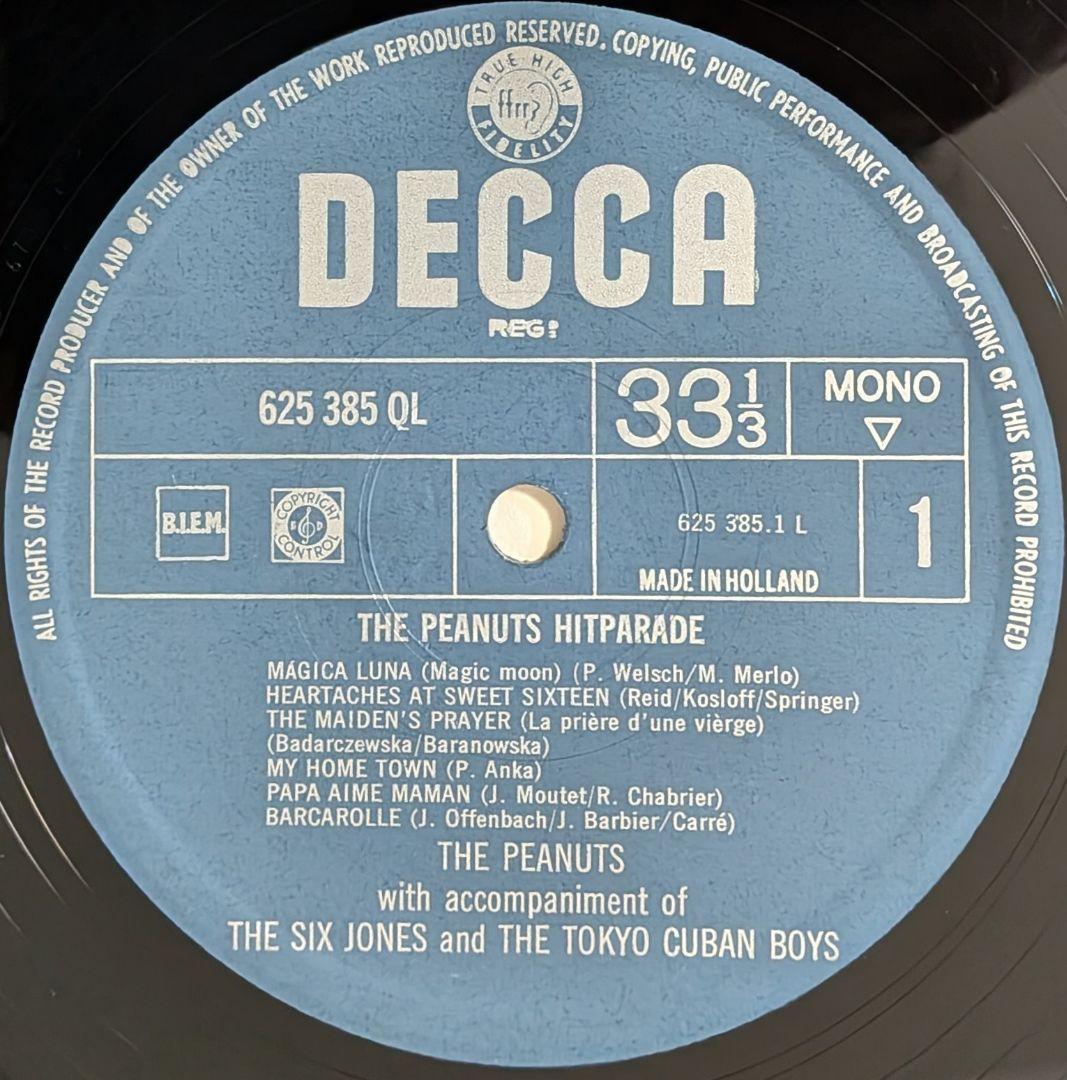 ALL RIGHTS OF THE RECORD PRODUCER AND OF THE OWNER OF THE WORK REPRODUCED RESERVED. COPYING, PUBLIC PERFORMANCE AND BROADCASTING OF THIS RECORD PROHIBITED
TRUE HIGH
ffrr
FIDELITY
DECCA
REGD
625 385 QL
33 1/3
MONO
▽
B.I.E.M.
COPYRIGHT
CONTROL
625 385.1 L
MADE IN HOLLAND
1
THE PEANUTS HITPARADE
MÁGICA LUNA (Magic moon) (P. Welsch/M. Merlo)
HEARTACHES AT SWEET SIXTEEN (Reid/Kosloff/Springer)
THE MAIDEN'S PRAYER (La prière d'une vièrge)
(Badarczewska/Baranowska)
MY HOME TOWN (P. Anka)
PAPA AIME MAMAN (J. Moutet/R. Chabrier)
BARCAROLLE (J. Offenbach/J. Barbier/Carré)
THE PEANUTS
with accompaniment of
THE SIX JONES and THE TOKYO CUBAN BOYS